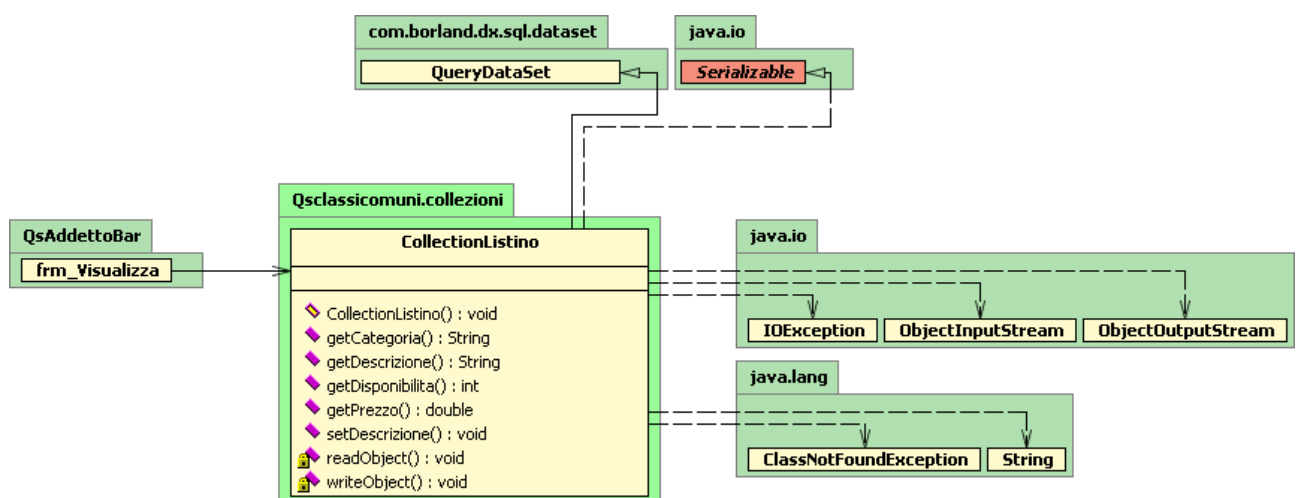 com.borland.dx.sql.dataset
java.io
QueryDataSet
Serializable
Qsclassicomuni.collezioni
QsAddettoBar
frm_Visualizza
CollectionListino
CollectionListino() : void
getCategoria() : String
getDescrizione() : String
getDisponibilita() : int
getPrezzo() : double
setDescrizione() : void
readObject() : void
writeObject() : void
java.io
IOException
ObjectInputStream
ObjectOutputStream
java.lang
ClassNotFoundException
String